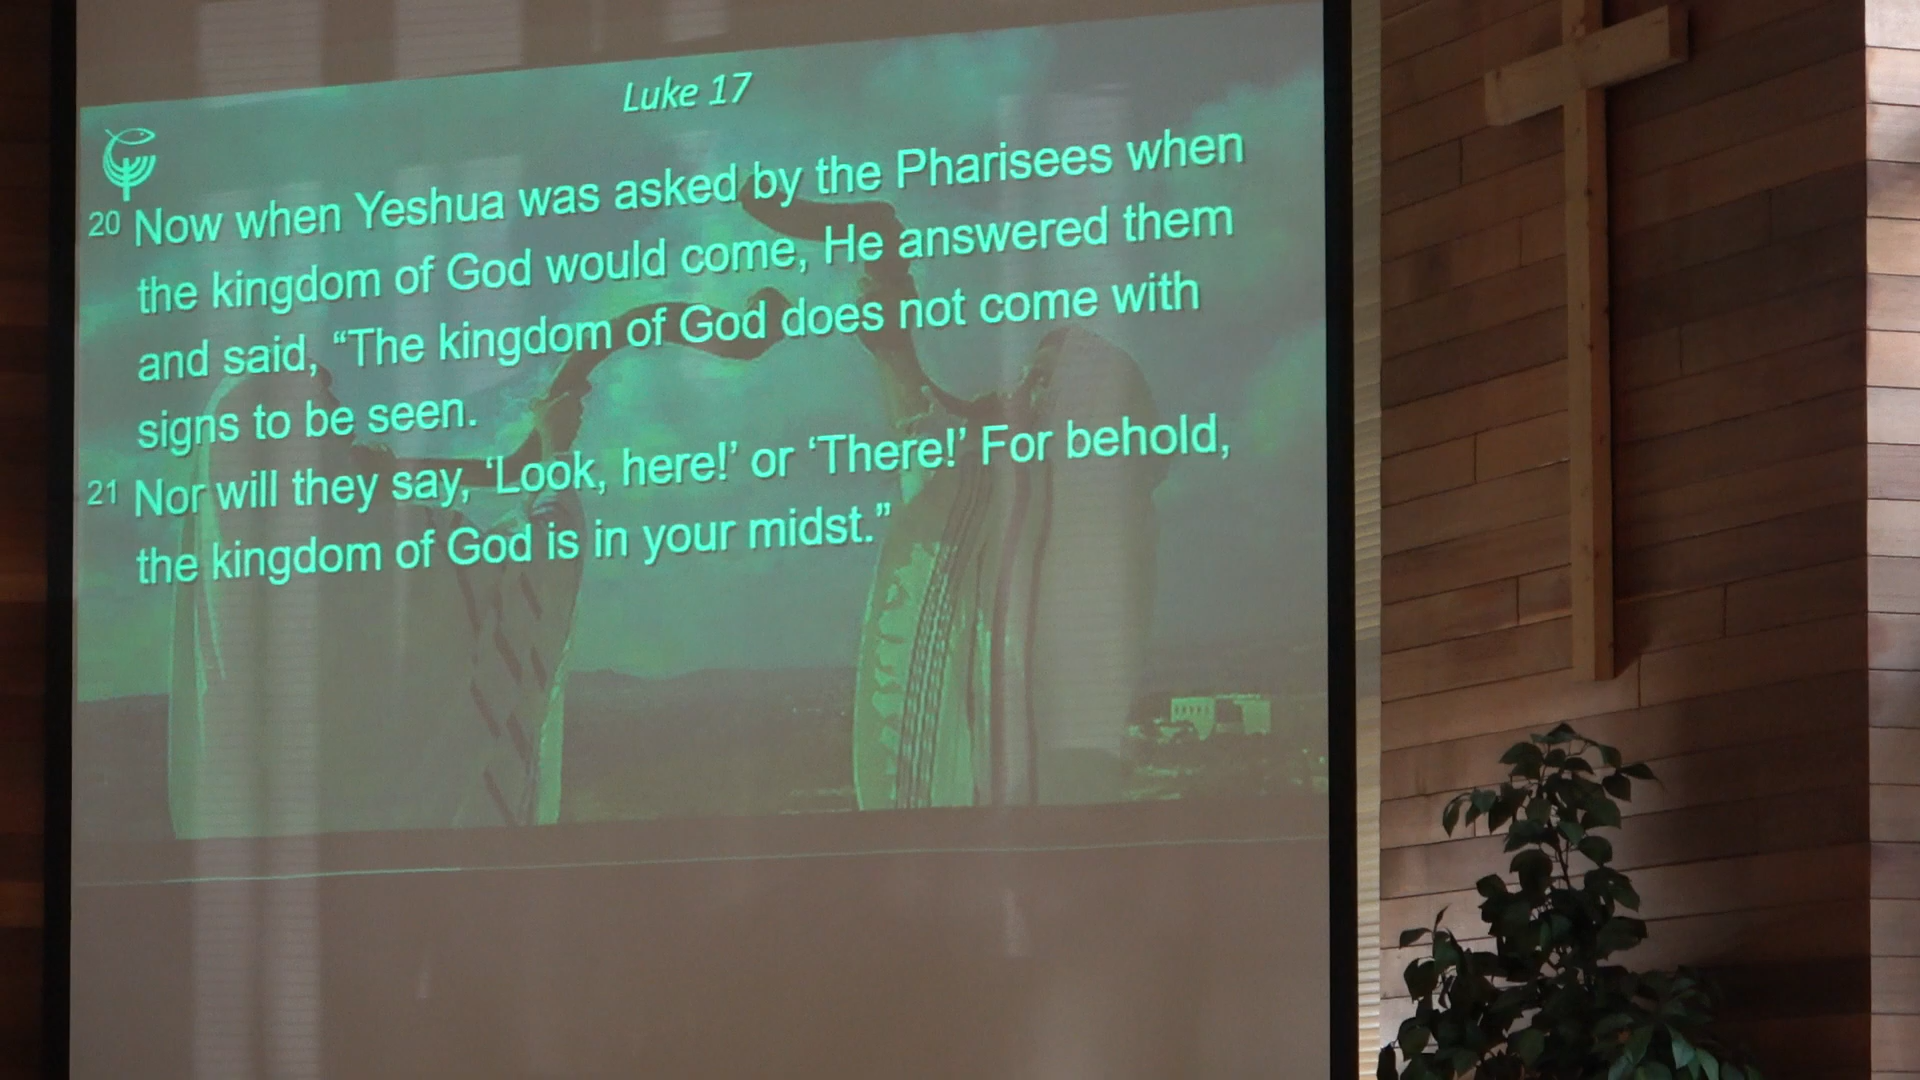 Luke 17
20 Now when Yeshua was asked by the Pharisees when
the kingdom of God would come, He answered them
and said, “The kingdom of God does not come with
signs to be seen.
21 Nor will they say, ‘Look, here!’ or ‘There!’ For behold,
the kingdom of God is in your midst.”